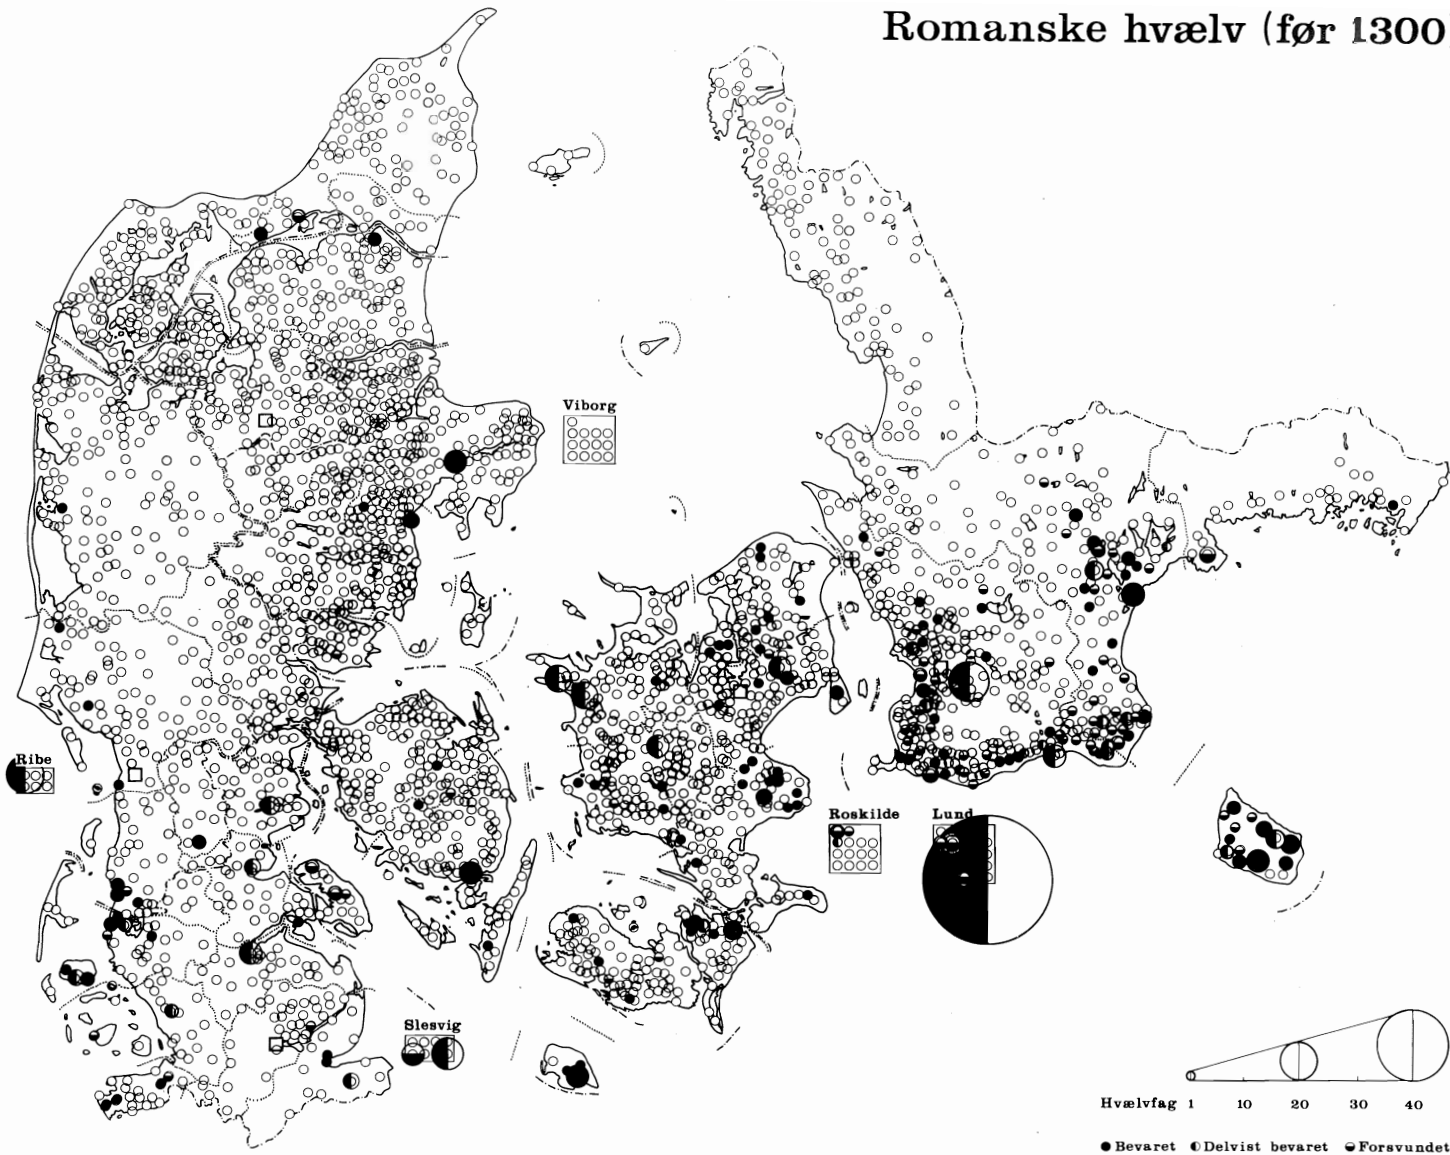 Romanske hvælv (før 1300
Viborg
Ribe
Roskilde
Lund
Slesvig
Hvælvfag 1 10 20 30 40
Bevaret Delvist bevaret Forsvundet